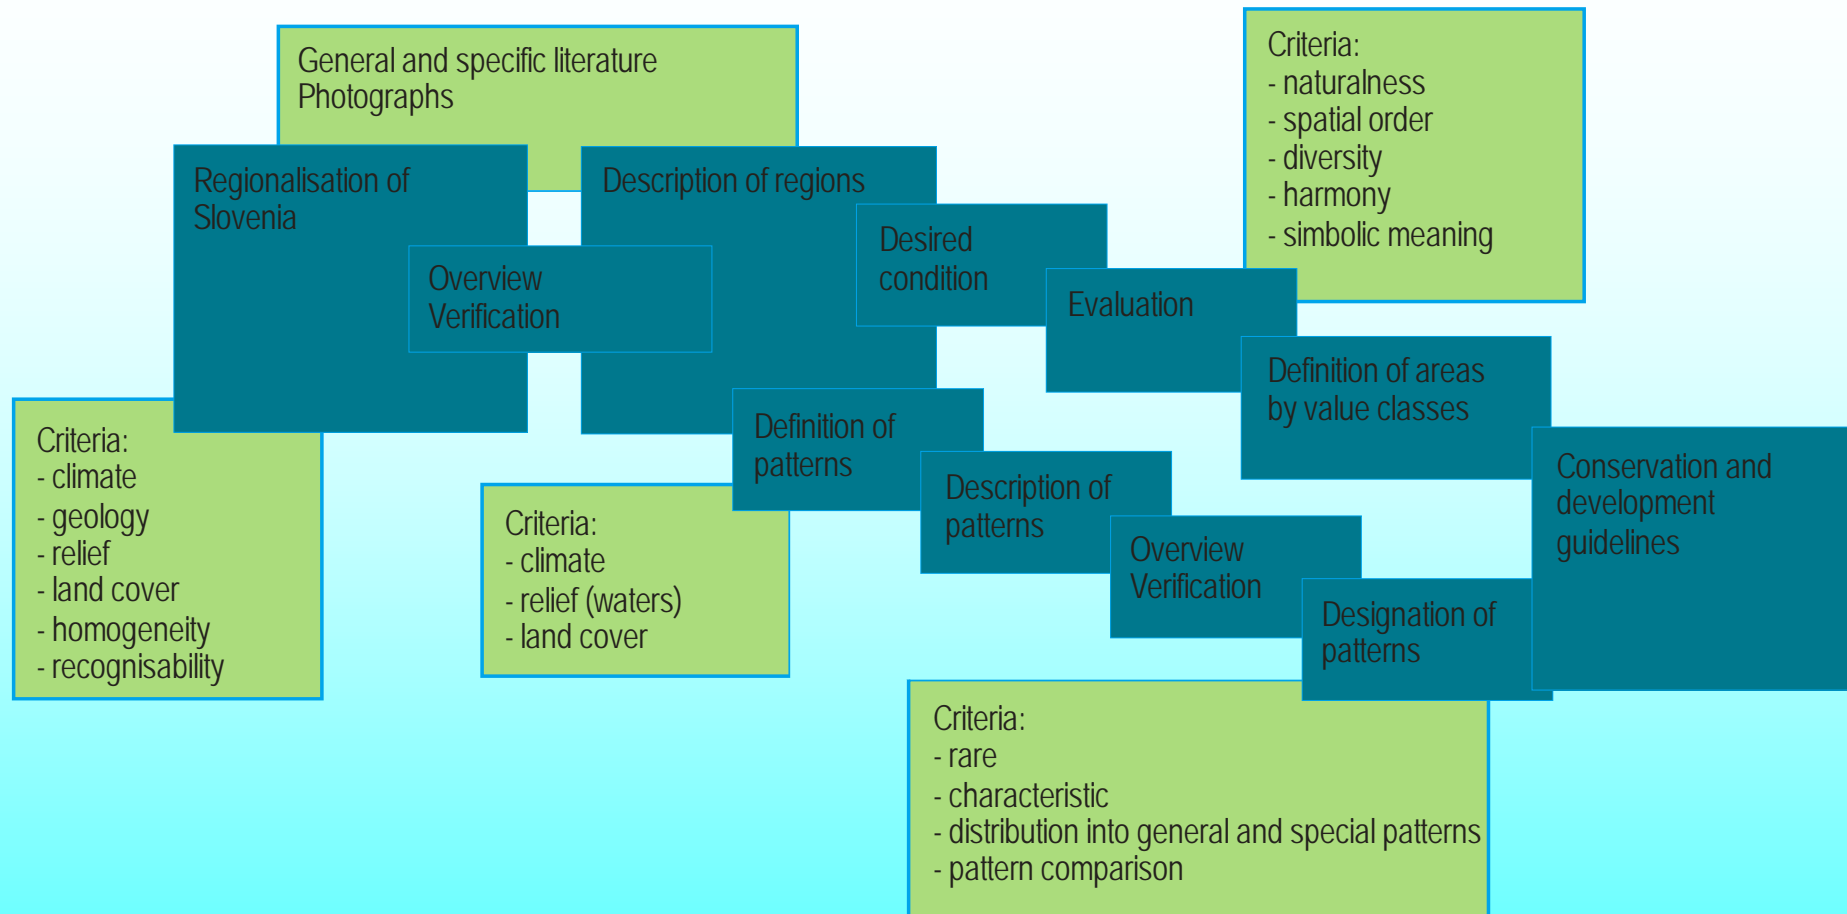 General and specific literature
Photographs
Criteria:
- naturalness
- spatial order
- diversity
- harmony
- simbolic meaning
Regionalisation of
Slovenia
Description of regions
Overview
Verification
Desired
condition
Evaluation
Definition of areas
by value classes
Criteria:
- climate
- geology
- relief
- land cover
- homogeneity
- recognisability
Definition of
patterns
Criteria:
- climate
- relief (waters)
- land cover
Description of
patterns
Overview
Verification
Designation of
patterns
Conservation and
development
guidelines
Criteria:
- rare
- characteristic
- distribution into general and special patterns
- pattern comparison